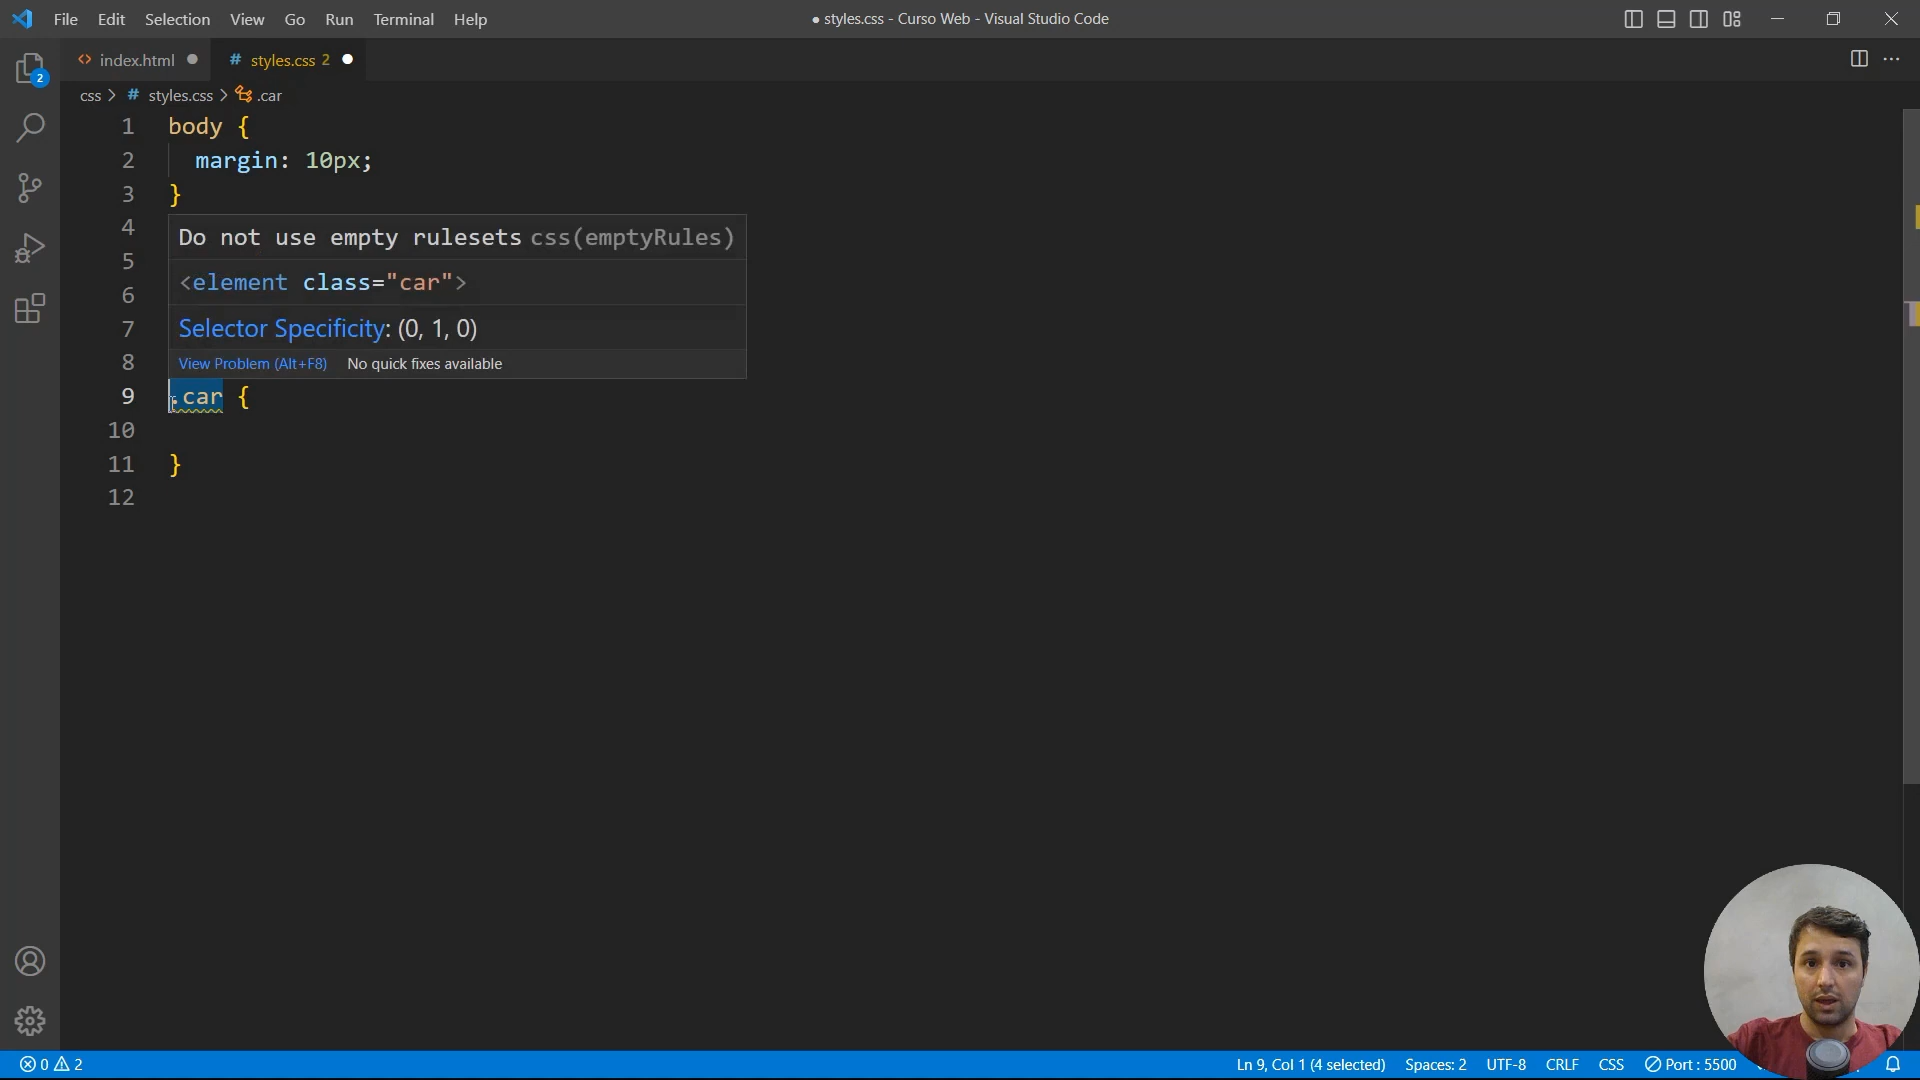 File Edit Selection View Go Run Terminal Help
● styles.css - Curso Web - Visual Studio Code
index.html
# styles.css 2
css > # styles.css > .car
2
1 body {
2 margin: 10px;
3 }
4
Do not use empty rulesets css(emptyRules)
5
<element class="car">
6
7
Selector Specificity: (0, 1, 0)
8
View Problem (Alt+F8) No quick fixes available
9 .car {
10
11 }
12
0 2
Ln 9, Col 1 (4 selected) Spaces: 2 UTF-8 CRLF CSS Port : 5500